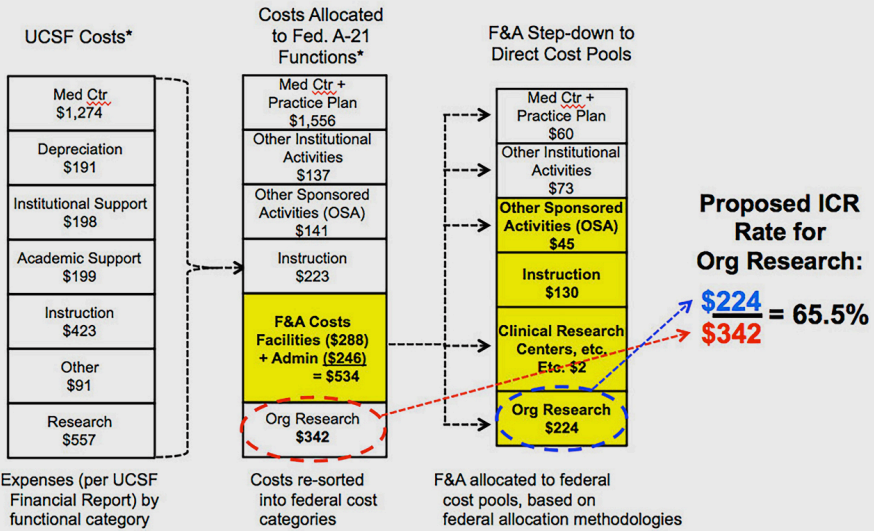 UCSF Costs*
Med Ctr
$1,274
Depreciation
$191
Institutional Support
$198
Academic Support
$199
Instruction
$423
Other
$91
Research
$557
Expenses (per UCSF
Financial Report) by
functional category
Costs Allocated
to Fed. A-21
Functions*
Med Ctr +
Practice Plan
$1,556
Other Institutional
Activities
$137
Other Sponsored
Activities (OSA)
$141
Instruction
$223
F&A Costs
Facilities ($288)
+ Admin ($246)
= $534
Org Research
$342
Costs re-sorted
into federal cost
categories
F&A Step-down to
Direct Cost Pools
Med Ctr +
Practice Plan
$60
Other Institutional
Activities
$73
Other Sponsored
Activities (OSA)
$45
Instruction
$130
Clinical Research
Centers, etc.
Etc. $2
Org Research
$224
F&A allocated to federal
cost pools, based on
federal allocation methodologies
Proposed ICR
Rate for
Org Research:
$224
$342 = 65.5%